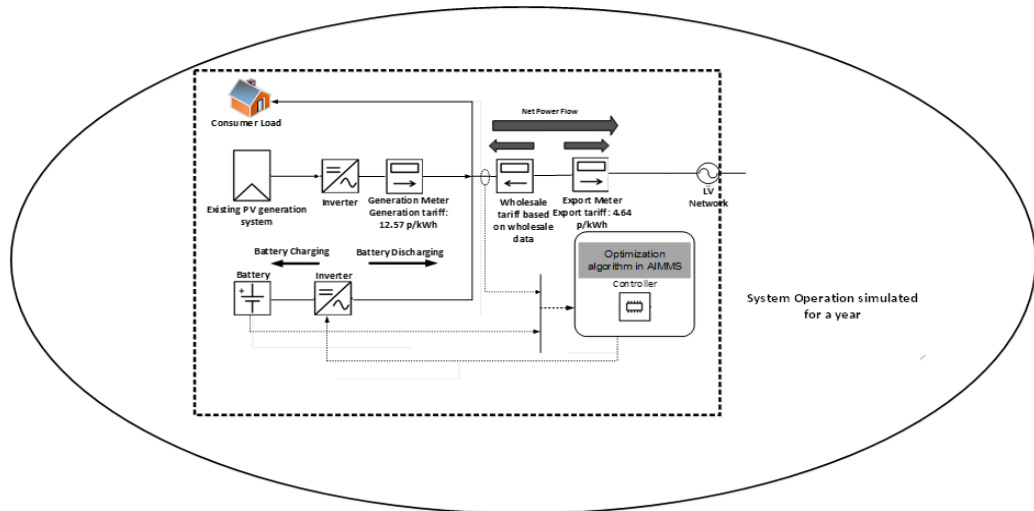 Net Power Flow
Consumer Load
Existing PV generation
system
Inverter
Generation Meter
Generation tariff:
12.57 p/kWh
Wholesale
tariff based
on wholesale
data
Export Meter
Export tariff: 4.64
p/kWh
LV
Network
Battery Charging
Battery Discharging
Battery
Inverter
Optimization
algorithm in AIMMS
Controller
System Operation simulated
for a year